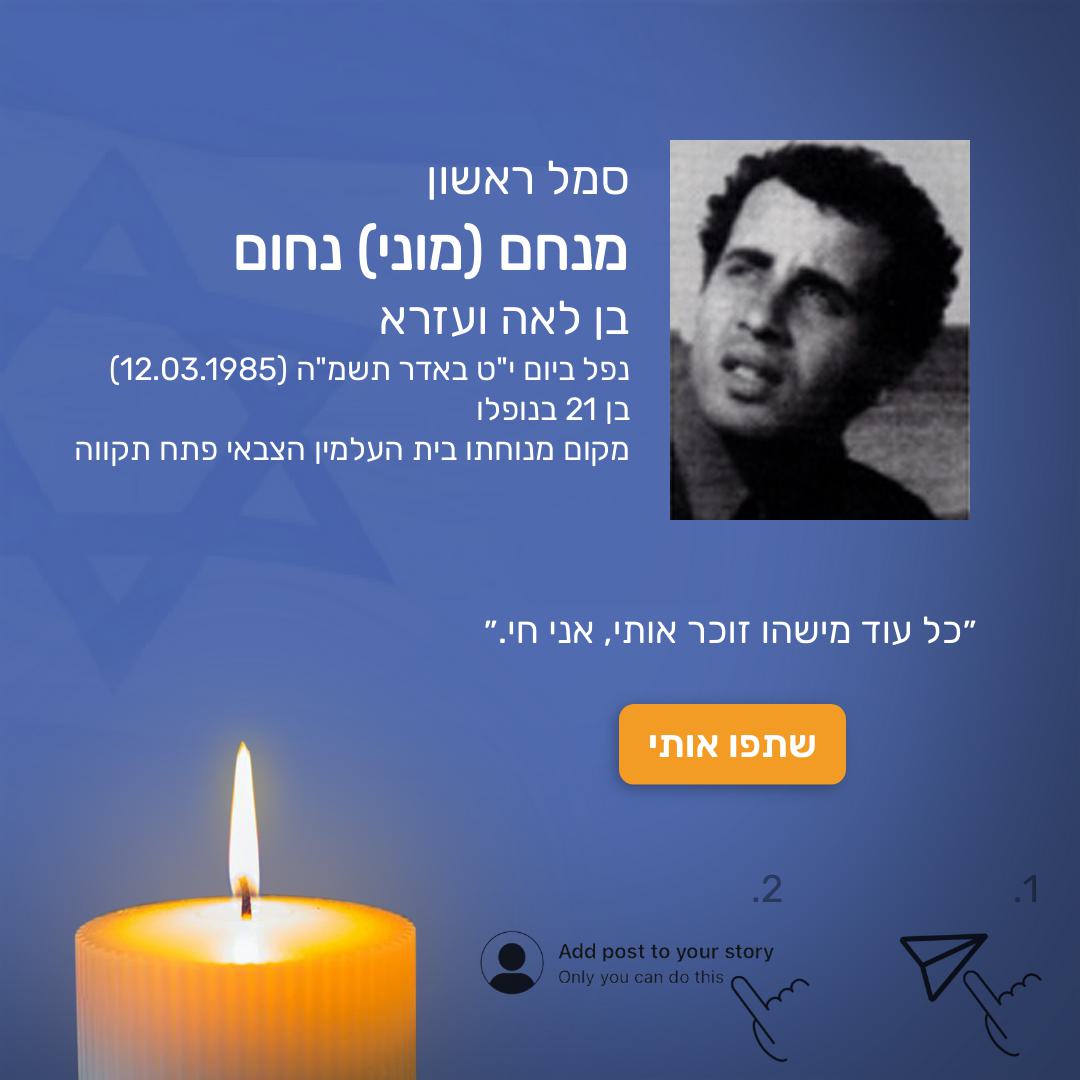 סמל ראשון
מנחם (מוני) נחום
בן לאה ועזרא
נפל ביום י"ט באדר תשמ"ה (12.03.1985)
בן 21 בנופלו
מקום מנוחתו בית העלמין הצבאי פתח תקווה
״כל עוד מישהו זוכר אותי, אני חי.״
שתפו אותי
.1
.2
Add post to your story
Only you can do this